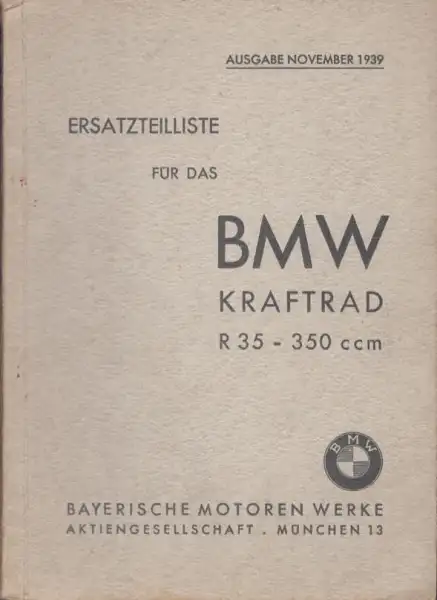 AUSGABE NOVEMBER 1939
ERSATZTEILLISTE
FÜR DAS
BMW
KRAFTRAD
R 35 - 350 ccm
BMW
BAYERISCHE MOTOREN WERKE
AKTIENGESELLSCHAFT . MÜNCHEN 13